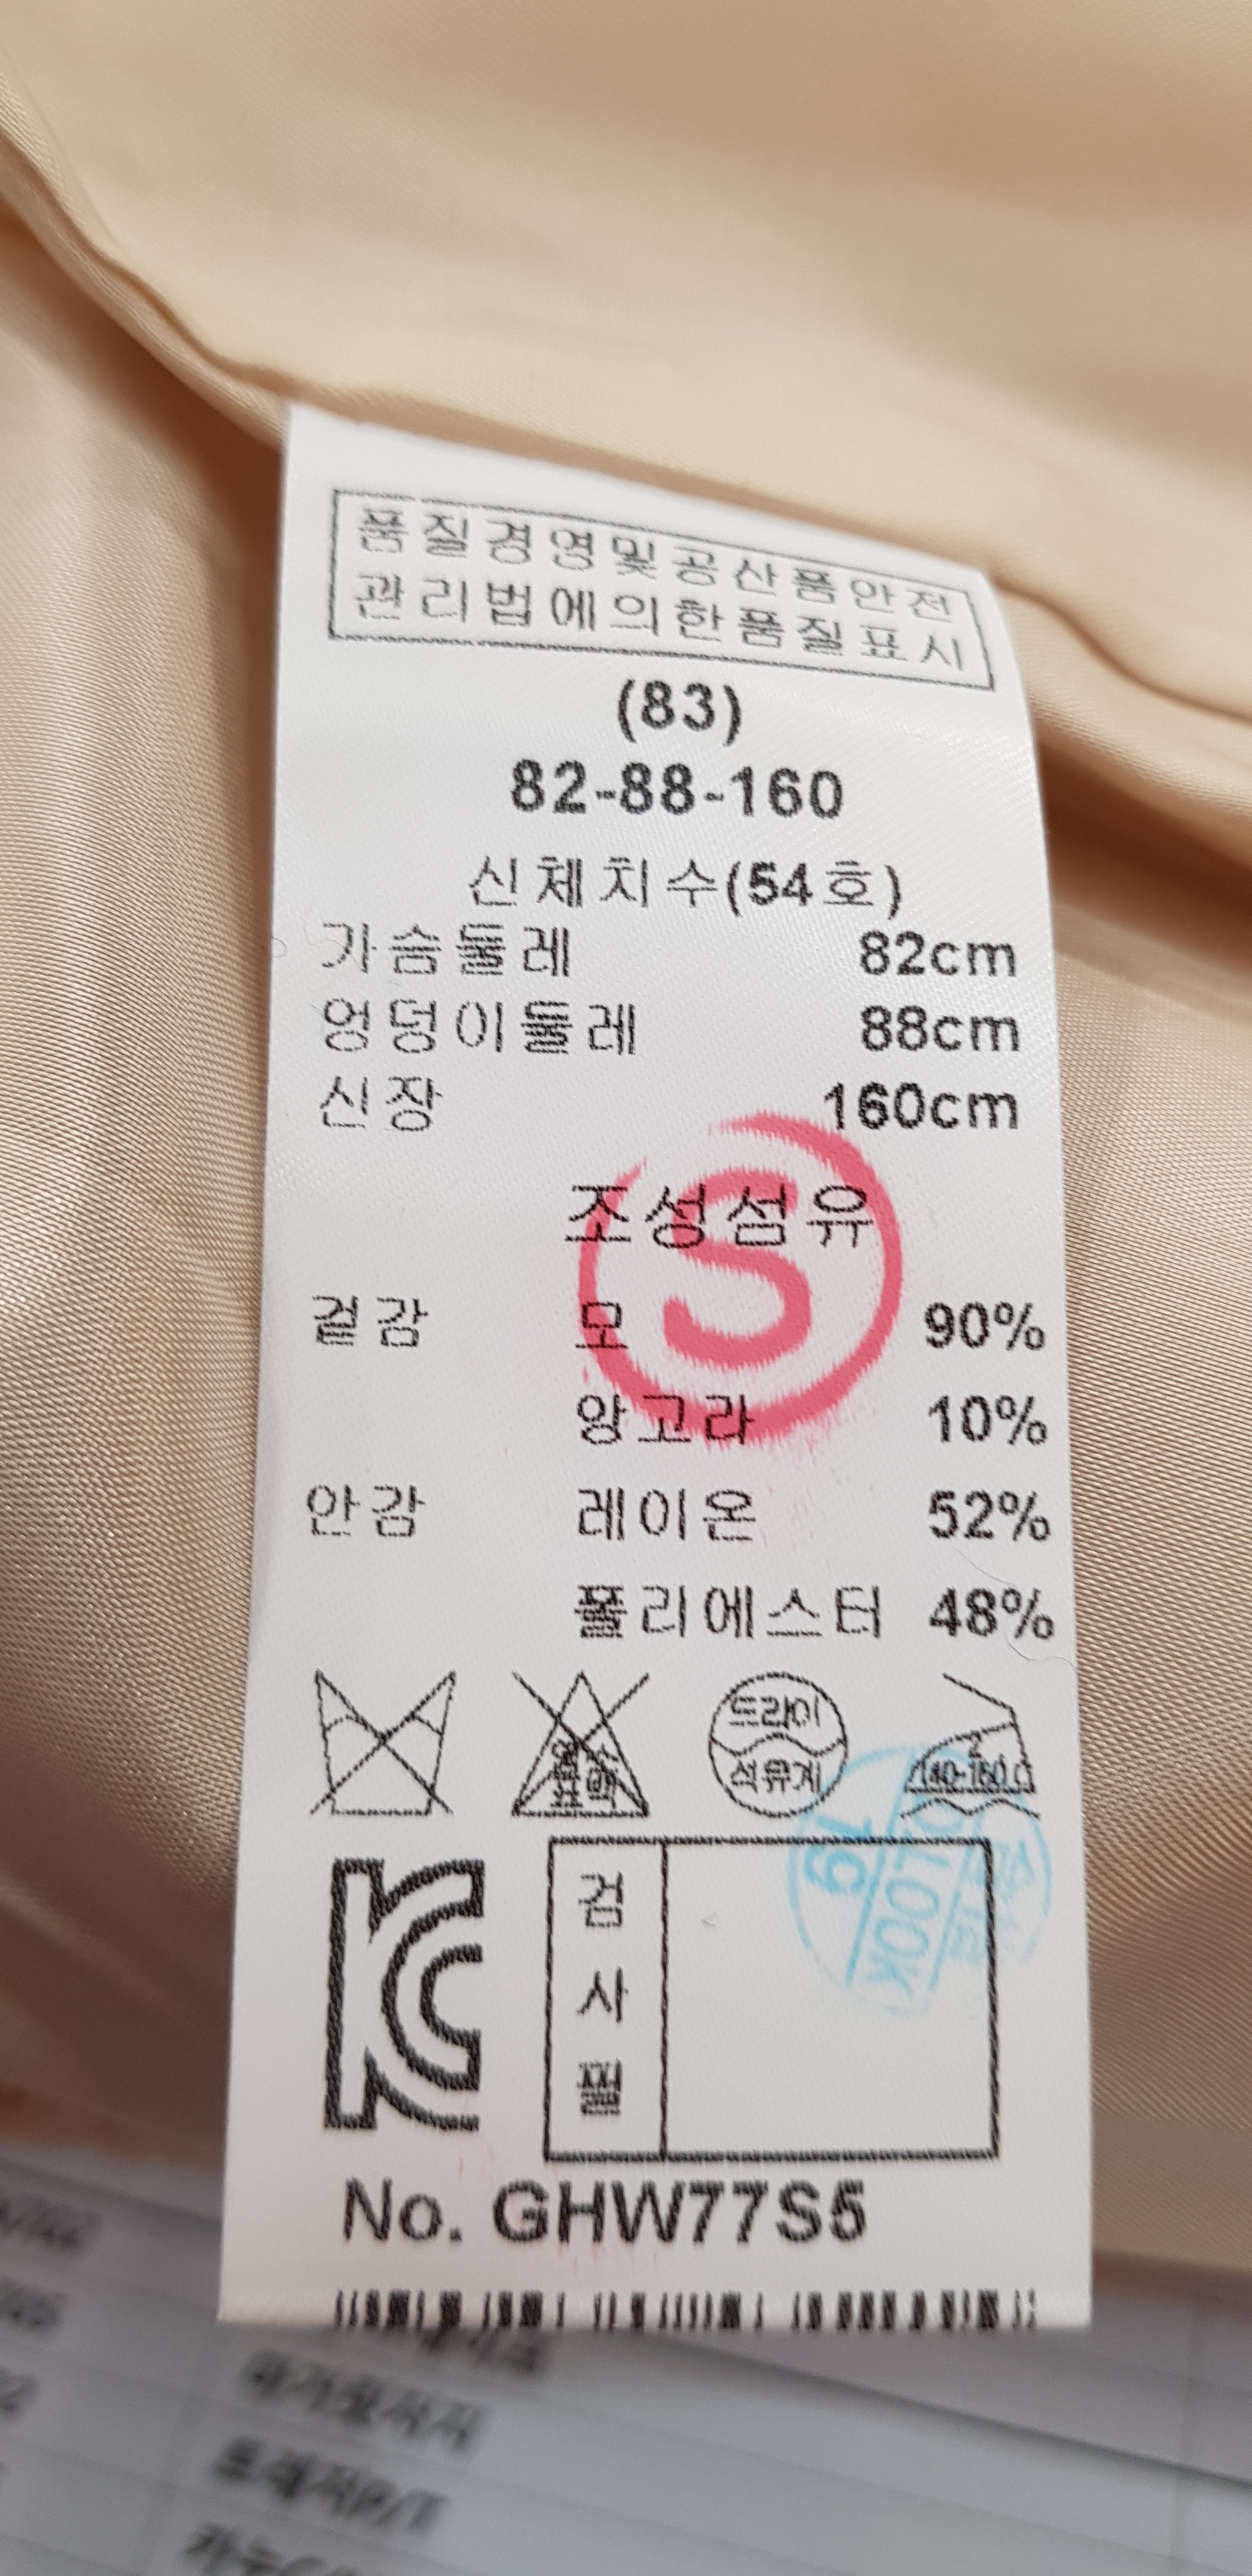 품질경영및공산품안전
관리법에의한품질표시
(83)
82-88-160
신체치수(54호)
가슴둘레 82cm
엉덩이둘레 88cm
신장 160cm
S
조성섬유
겉감 모 90%
앙고라 10%
안감 레이온 52%
폴리에스터 48%
드라이
석유계
2
140-160℃
KC
검사필
19
LOOK
No. GHW77S5